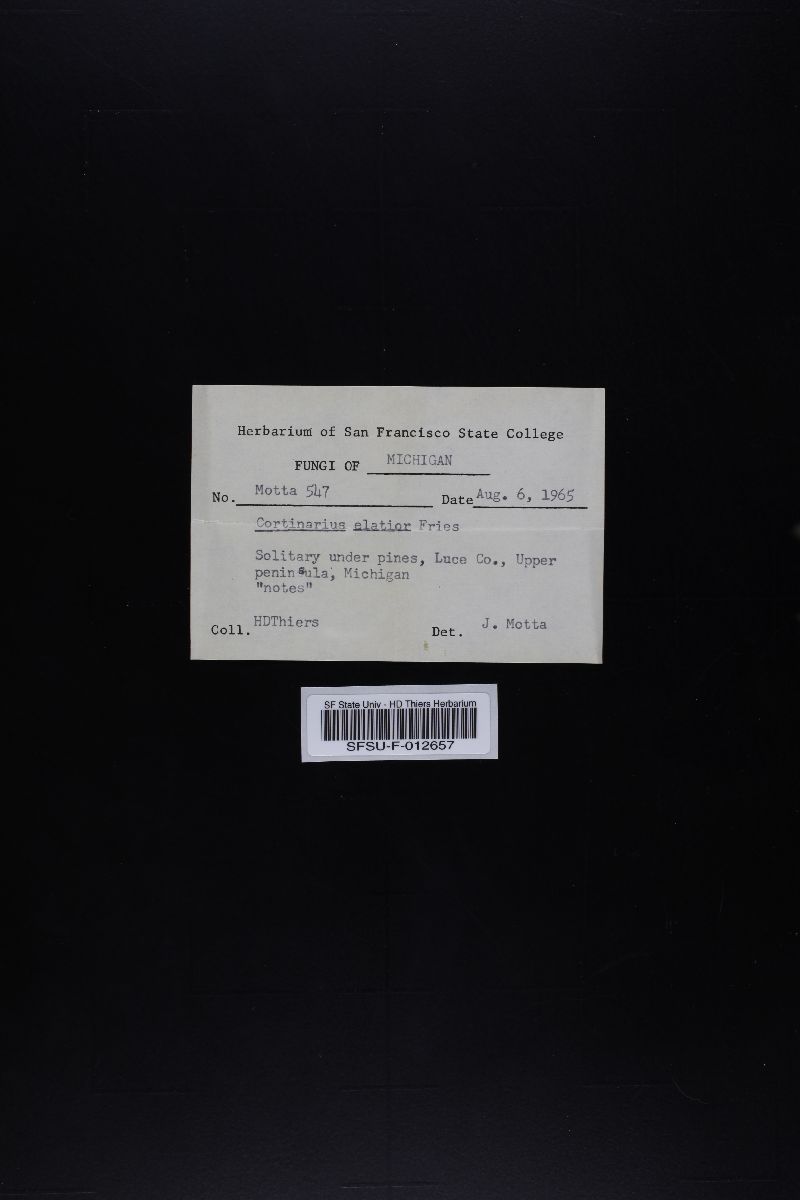 Herbarium of San Francisco State College
FUNGI OF MICHIGAN
No. Motta 547 Date Aug. 6, 1965
Cortinarius elatior Fries
Solitary under pines, Luce Co., Upper
peninsula, Michigan
"notes"
Coll. HDThiers Det. J. Motta
SF State Univ - HD Thiers Herbarium
SFSU-F-012657